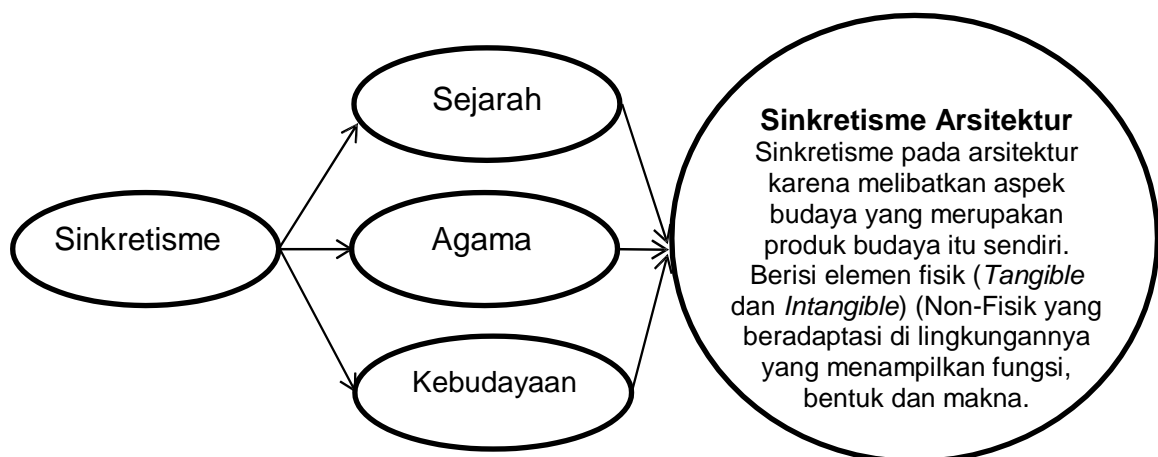 Sinkretisme
Sejarah
Agama
Kebudayaan
Sinkretisme Arsitektur
Sinkretisme pada arsitektur
karena melibatkan aspek
budaya yang merupakan
produk budaya itu sendiri.
Berisi elemen fisik (Tangible
dan Intangible) (Non-Fisik yang
beradaptasi di lingkungannya
yang menampilkan fungsi,
bentuk dan makna.